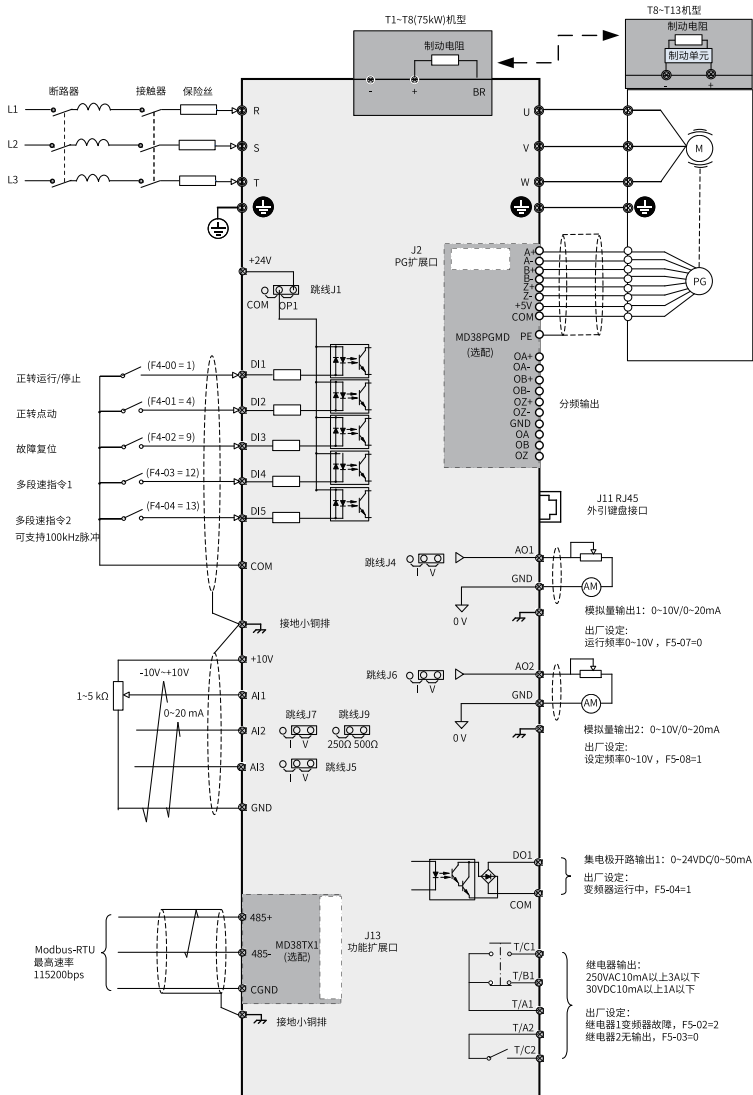 T1~T8(75kW)机型
制动电阻
-
+
BR
T8~T13机型
制动电阻
制动单元
-
+
断路器
接触器
保险丝
L1
R
L2
S
L3
T
U
V
W
M
+24V
COM
OP1
跳线J1
J2
PG扩展口
MD38PGMD
(选配)
A+
A-
B+
B-
Z+
Z-
+5V
COM
PE
PG
OA+
OA-
OB+
OB-
OZ+
OZ-
GND
OA
OB
OZ
分频输出
正转运行/停止
(F4-00 = 1)
DI1
正转点动
(F4-01 = 4)
DI2
故障复位
(F4-02 = 9)
DI3
多段速指令1
(F4-03 = 12)
DI4
多段速指令2
可支持100kHz脉冲
(F4-04 = 13)
DI5
COM
接地小铜排
J11 RJ45
外引键盘接口
跳线J4
I
V
AO1
GND
0 V
AM
模拟量输出1：0~10V/0~20mA
出厂设定:
运行频率0~10V ，F5-07=0
跳线J6
I
V
AO2
GND
0 V
AM
模拟量输出2：0~10V/0~20mA
出厂设定:
设定频率0~10V ，F5-08=1
+10V
1~5 kΩ
-10V~+10V
AI1
0~20 mA
AI2
跳线J7
I
V
跳线J9
250Ω 500Ω
AI3
跳线J5
I
V
GND
DO1
COM
集电极开路输出1：0~24VDC/0~50mA
出厂设定：
变频器运行中，F5-04=1
Modbus-RTU
最高速率
115200bps
485+
485-
CGND
MD38TX1
(选配)
J13
功能扩展口
接地小铜排
T/C1
T/B1
T/A1
T/A2
T/C2
继电器输出：
250VAC10mA以上3A以下
30VDC10mA以上1A以下
出厂设定：
继电器1变频器故障，F5-02=2
继电器2无输出，F5-03=0